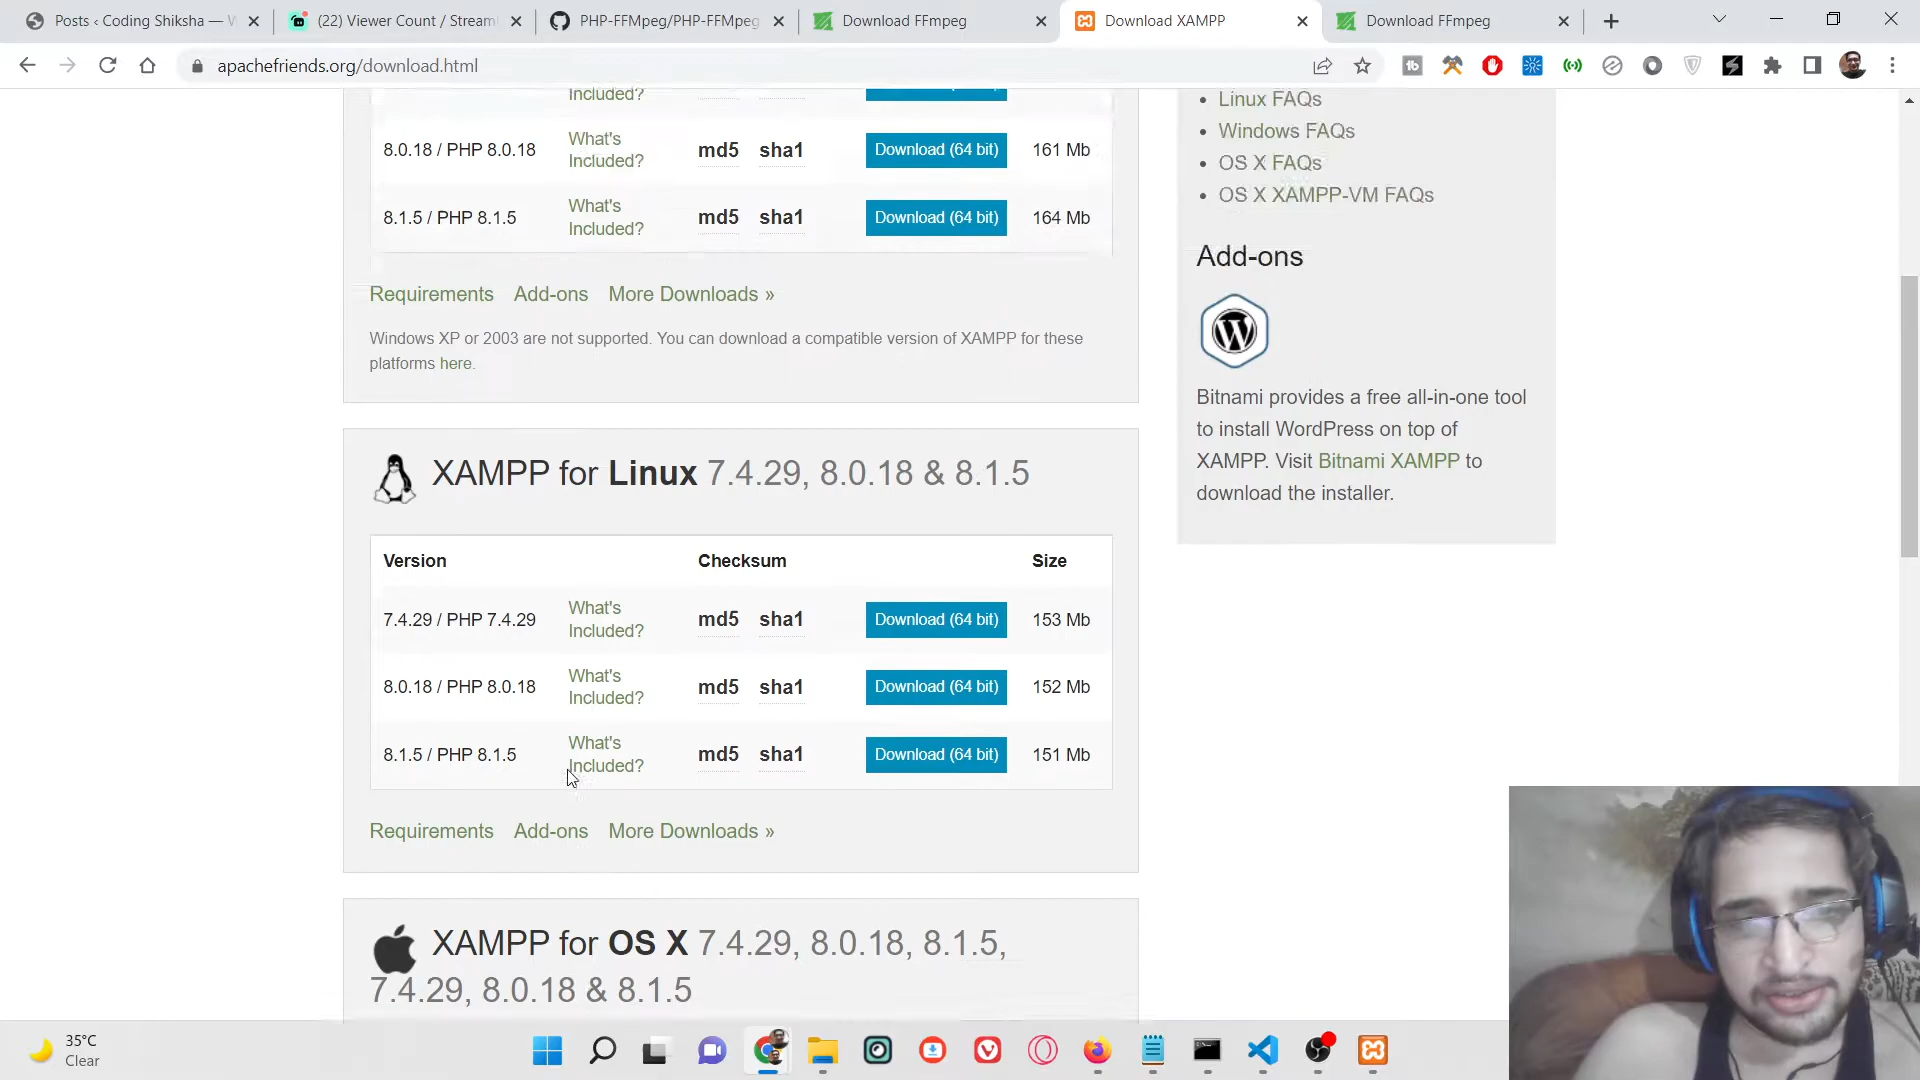 Posts ‹ Coding Shiksha — W
(22) Viewer Count / Stream
PHP-FFMpeg/PHP-FFMpeg
Download FFmpeg
Download XAMPP
Download FFmpeg
apachefriends.org/download.html
Included?
8.0.18 / PHP 8.0.18
What's
Included?
md5
sha1
Download (64 bit)
161 Mb
8.1.5 / PHP 8.1.5
What's
Included?
md5
sha1
Download (64 bit)
164 Mb
Requirements
Add-ons
More Downloads »
Windows XP or 2003 are not supported. You can download a compatible version of XAMPP for these
platforms here.
XAMPP for Linux 7.4.29, 8.0.18 & 8.1.5
Version
Checksum
Size
7.4.29 / PHP 7.4.29
What's
Included?
md5
sha1
Download (64 bit)
153 Mb
8.0.18 / PHP 8.0.18
What's
Included?
md5
sha1
Download (64 bit)
152 Mb
8.1.5 / PHP 8.1.5
What's
Included?
md5
sha1
Download (64 bit)
151 Mb
Requirements
Add-ons
More Downloads »
XAMPP for OS X 7.4.29, 8.0.18, 8.1.5,
7.4.29, 8.0.18 & 8.1.5
Linux FAQs
Windows FAQs
OS X FAQs
OS X XAMPP-VM FAQs
Add-ons
Bitnami provides a free all-in-one tool
to install WordPress on top of
XAMPP. Visit Bitnami XAMPP to
download the installer.
35°C
Clear